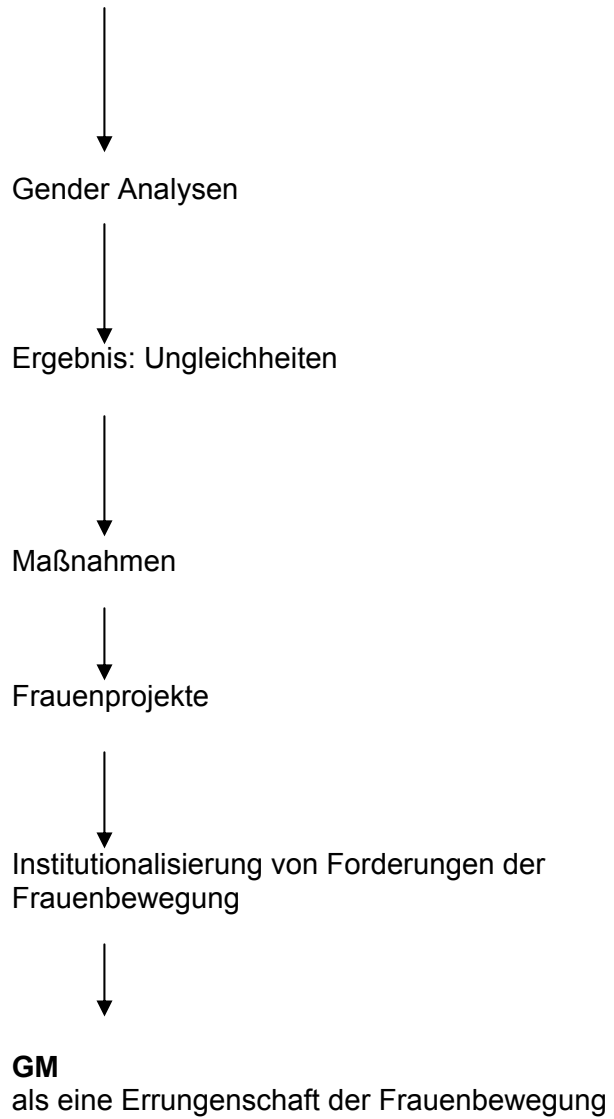 Gender Analysen
Ergebnis: Ungleichheiten
Maßnahmen
Frauenprojekte
Institutionalisierung von Forderungen der
Frauenbewegung
GM
als eine Errungenschaft der Frauenbewegung